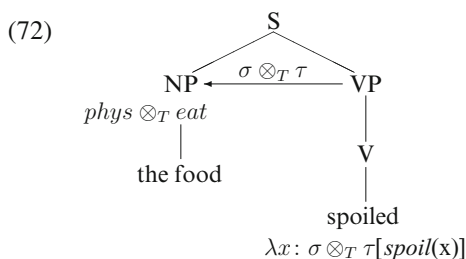 (72)
S
NP σ ⊗T τ VP
phys ⊗T eat
V
the food
spoiled
λx: σ ⊗T τ[spoil(x)]